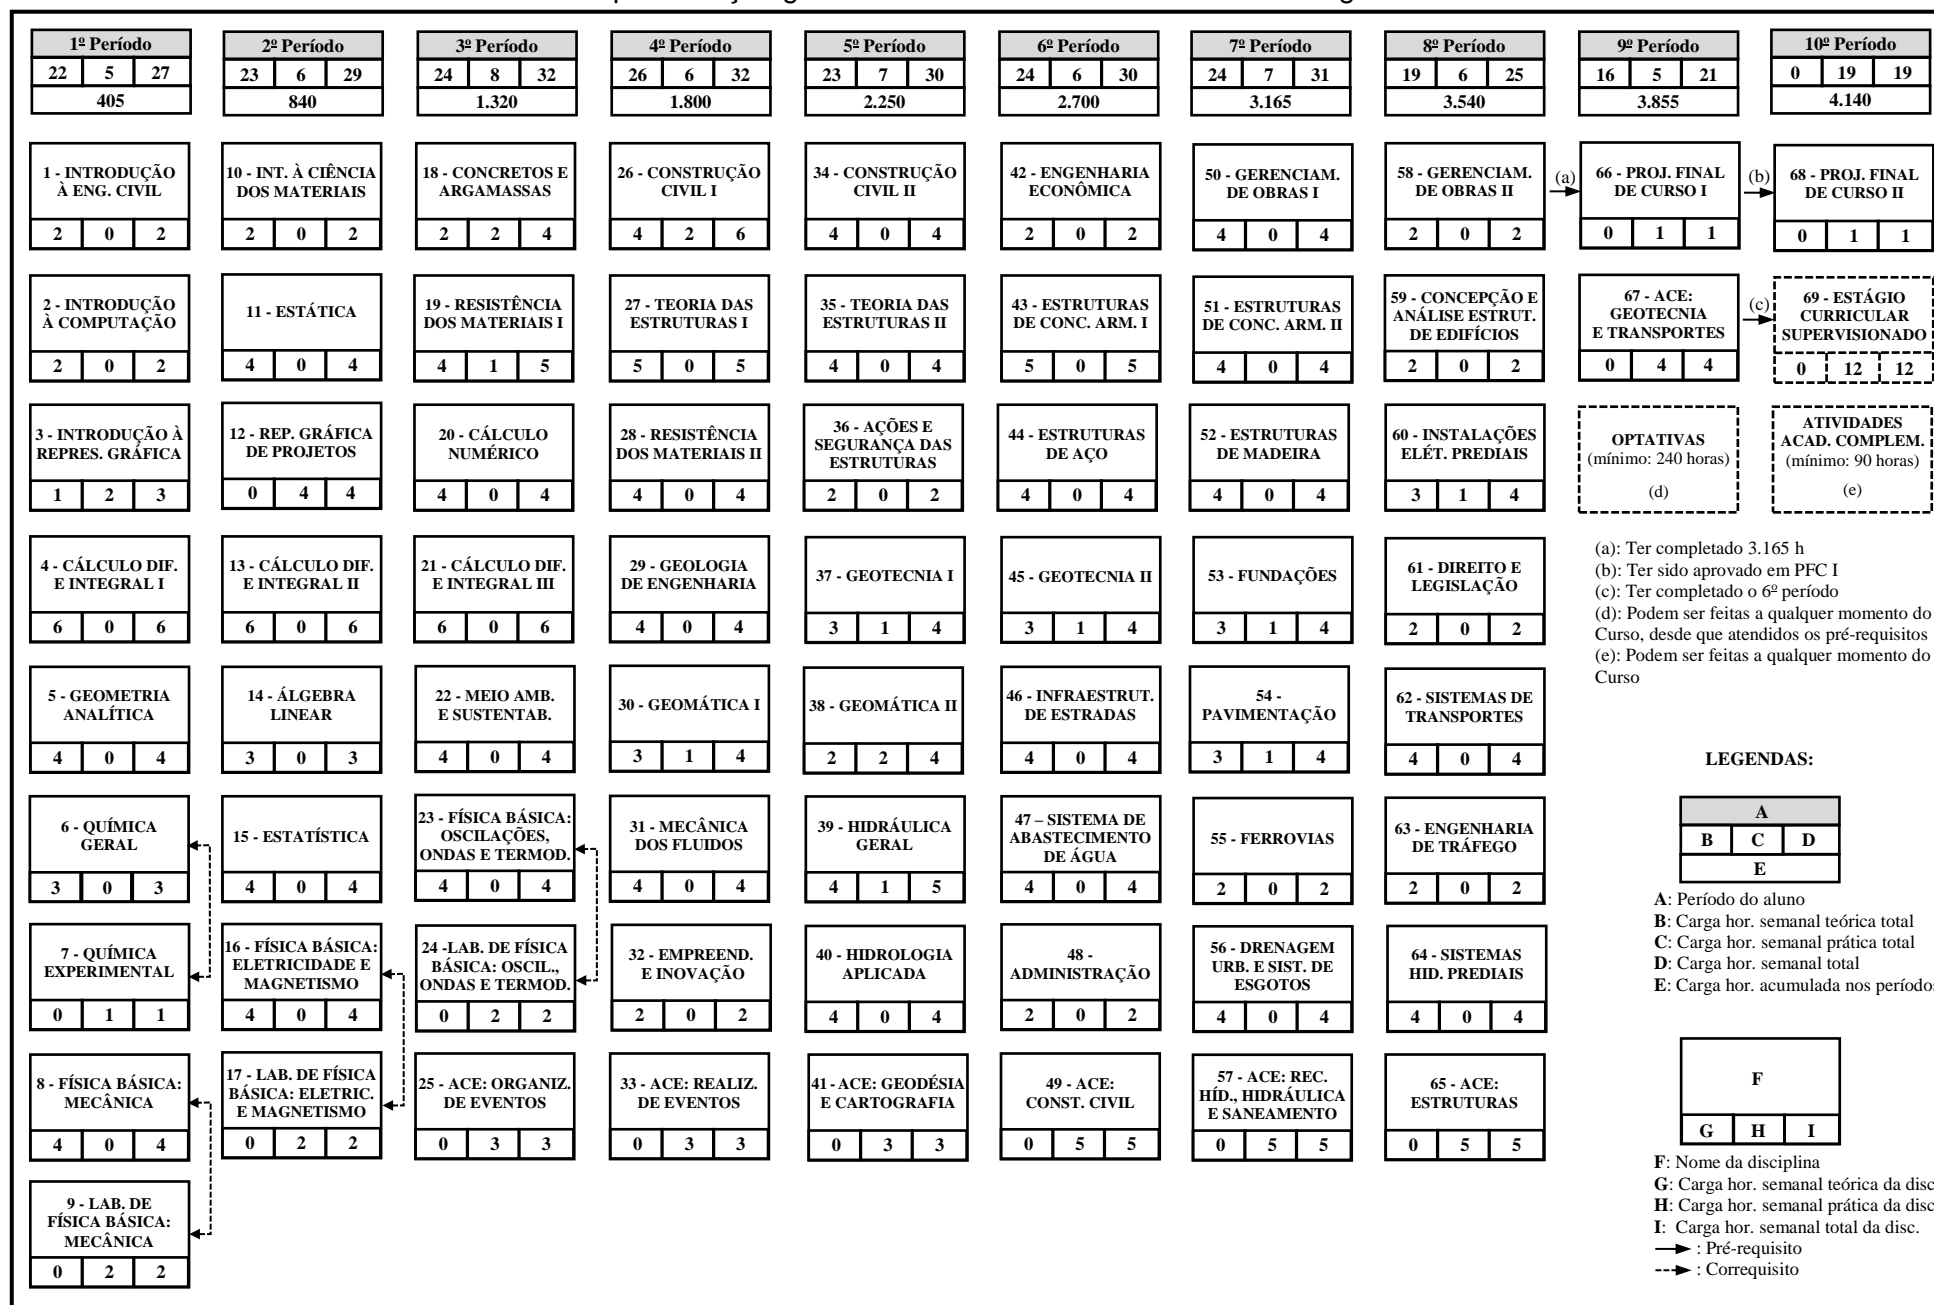 1º Período
22 5 27
405
1 - INTRODUÇÃO
À ENG. CIVIL
2 0 2
2 - INTRODUÇÃO
À COMPUTAÇÃO
2 0 2
3 - INTRODUÇÃO À
REPRES. GRÁFICA
1 2 3
4 - CÁLCULO DIF.
E INTEGRAL I
6 0 6
5 - GEOMETRIA
ANALÍTICA
4 0 4
6 - QUÍMICA
GERAL
3 0 3
7 - QUÍMICA
EXPERIMENTAL
0 1 1
8 - FÍSICA BÁSICA:
MECÂNICA
4 0 4
9 - LAB. DE
FÍSICA BÁSICA:
MECÂNICA
0 2 2
2º Período
23 6 29
840
10 - INT. À CIÊNCIA
DOS MATERIAIS
2 0 2
11 - ESTÁTICA
4 0 4
12 - REP. GRÁFICA
DE PROJETOS
0 4 4
13 - CÁLCULO DIF.
E INTEGRAL II
6 0 6
14 - ÁLGEBRA
LINEAR
3 0 3
15 - ESTATÍSTICA
4 0 4
16 - FÍSICA BÁSICA:
ELETRICIDADE E
MAGNETISMO
4 0 4
17 - LAB. DE FÍSICA
BÁSICA: ELETRIC.
E MAGNETISMO
0 2 2
3º Período
24 8 32
1.320
18 - CONCRETOS E
ARGAMASSAS
2 2 4
19 - RESISTÊNCIA
DOS MATERIAIS I
4 1 5
20 - CÁLCULO
NUMÉRICO
4 0 4
21 - CÁLCULO DIF.
E INTEGRAL III
6 0 6
22 - MEIO AMB.
E SUSTENTAB.
4 0 4
23 - FÍSICA BÁSICA:
OSCILAÇÕES,
ONDAS E TERMOD.
4 0 4
24 -LAB. DE FÍSICA
BÁSICA: OSCIL.,
ONDAS E TERMOD.
0 2 2
25 - ACE: ORGANIZ.
DE EVENTOS
0 3 3
4º Período
26 6 32
1.800
26 - CONSTRUÇÃO
CIVIL I
4 2 6
27 - TEORIA DAS
ESTRUTURAS I
5 0 5
28 - RESISTÊNCIA
DOS MATERIAIS II
4 0 4
29 - GEOLOGIA
DE ENGENHARIA
4 0 4
30 - GEOMÁTICA I
3 1 4
31 - MECÂNICA
DOS FLUIDOS
4 0 4
32 - EMPREEND.
E INOVAÇÃO
2 0 2
33 - ACE: REALIZ.
DE EVENTOS
0 3 3
5º Período
23 7 30
2.250
34 - CONSTRUÇÃO
CIVIL II
4 0 4
35 - TEORIA DAS
ESTRUTURAS II
4 0 4
36 - AÇÕES E
SEGURANÇA DAS
ESTRUTURAS
2 0 2
37 - GEOTECNIA I
3 1 4
38 - GEOMÁTICA II
2 2 4
39 - HIDRÁULICA
GERAL
4 1 5
40 - HIDROLOGIA
APLICADA
4 0 4
41 - ACE: GEODÉSIA
E CARTOGRAFIA
0 3 3
6º Período
24 6 30
2.700
42 - ENGENHARIA
ECONÔMICA
2 0 2
43 - ESTRUTURAS
DE CONC. ARM. I
5 0 5
44 - ESTRUTURAS
DE AÇO
4 0 4
45 - GEOTECNIA II
3 1 4
46 - INFRAESTRUT.
DE ESTRADAS
4 0 4
47 – SISTEMA DE
ABASTECIMENTO
DE ÁGUA
4 0 4
48 -
ADMINISTRAÇÃO
2 0 2
49 - ACE:
CONST. CIVIL
0 5 5
7º Período
24 7 31
3.165
50 - GERENCIAM.
DE OBRAS I
4 0 4
51 - ESTRUTURAS
DE CONC. ARM. II
4 0 4
52 - ESTRUTURAS
DE MADEIRA
4 0 4
53 - FUNDAÇÕES
3 1 4
54 -
PAVIMENTAÇÃO
3 1 4
55 - FERROVIAS
2 0 2
56 - DRENAGEM
URB. E SIST. DE
ESGOTOS
4 0 4
57 - ACE: REC.
HÍD., HIDRÁULICA
E SANEAMENTO
0 5 5
8º Período
19 6 25
3.540
58 - GERENCIAM.
DE OBRAS II
2 0 2
59 - CONCEPÇÃO E
ANÁLISE ESTRUT.
DE EDIFÍCIOS
2 0 2
60 - INSTALAÇÕES
ELÉT. PREDIAIS
3 1 4
61 - DIREITO E
LEGISLAÇÃO
2 0 2
62 - SISTEMAS DE
TRANSPORTES
4 0 4
63 - ENGENHARIA
DE TRÁFEGO
2 0 2
64 - SISTEMAS
HID. PREDIAIS
4 0 4
65 - ACE:
ESTRUTURAS
0 5 5
9º Período
16 5 21
3.855
(a)
66 - PROJ. FINAL
DE CURSO I
0 1 1
67 - ACE:
GEOTECNIA
E TRANSPORTES
0 4 4
OPTATIVAS
(mínimo: 240 horas)
(d)
10º Período
0 19 19
4.140
(b)
68 - PROJ. FINAL
DE CURSO II
0 1 1
(c)
69 - ESTÁGIO
CURRICULAR
SUPERVISIONADO
0 12 12
ATIVIDADES
ACAD. COMPLEM.
(mínimo: 90 horas)
(e)
(a): Ter completado 3.165 h
(b): Ter sido aprovado em PFC I
(c): Ter completado o 6º período
(d): Podem ser feitas a qualquer momento do
Curso, desde que atendidos os pré-requisitos
(e): Podem ser feitas a qualquer momento do
Curso
LEGENDAS:
A
B C D
E
A: Período do aluno
B: Carga hor. semanal teórica total
C: Carga hor. semanal prática total
D: Carga hor. semanal total
E: Carga hor. acumulada nos períodos
F
G H I
F: Nome da disciplina
G: Carga hor. semanal teórica da disc
H: Carga hor. semanal prática da disc
I: Carga hor. semanal total da disc.
: Pré-requisito
: Correquisito